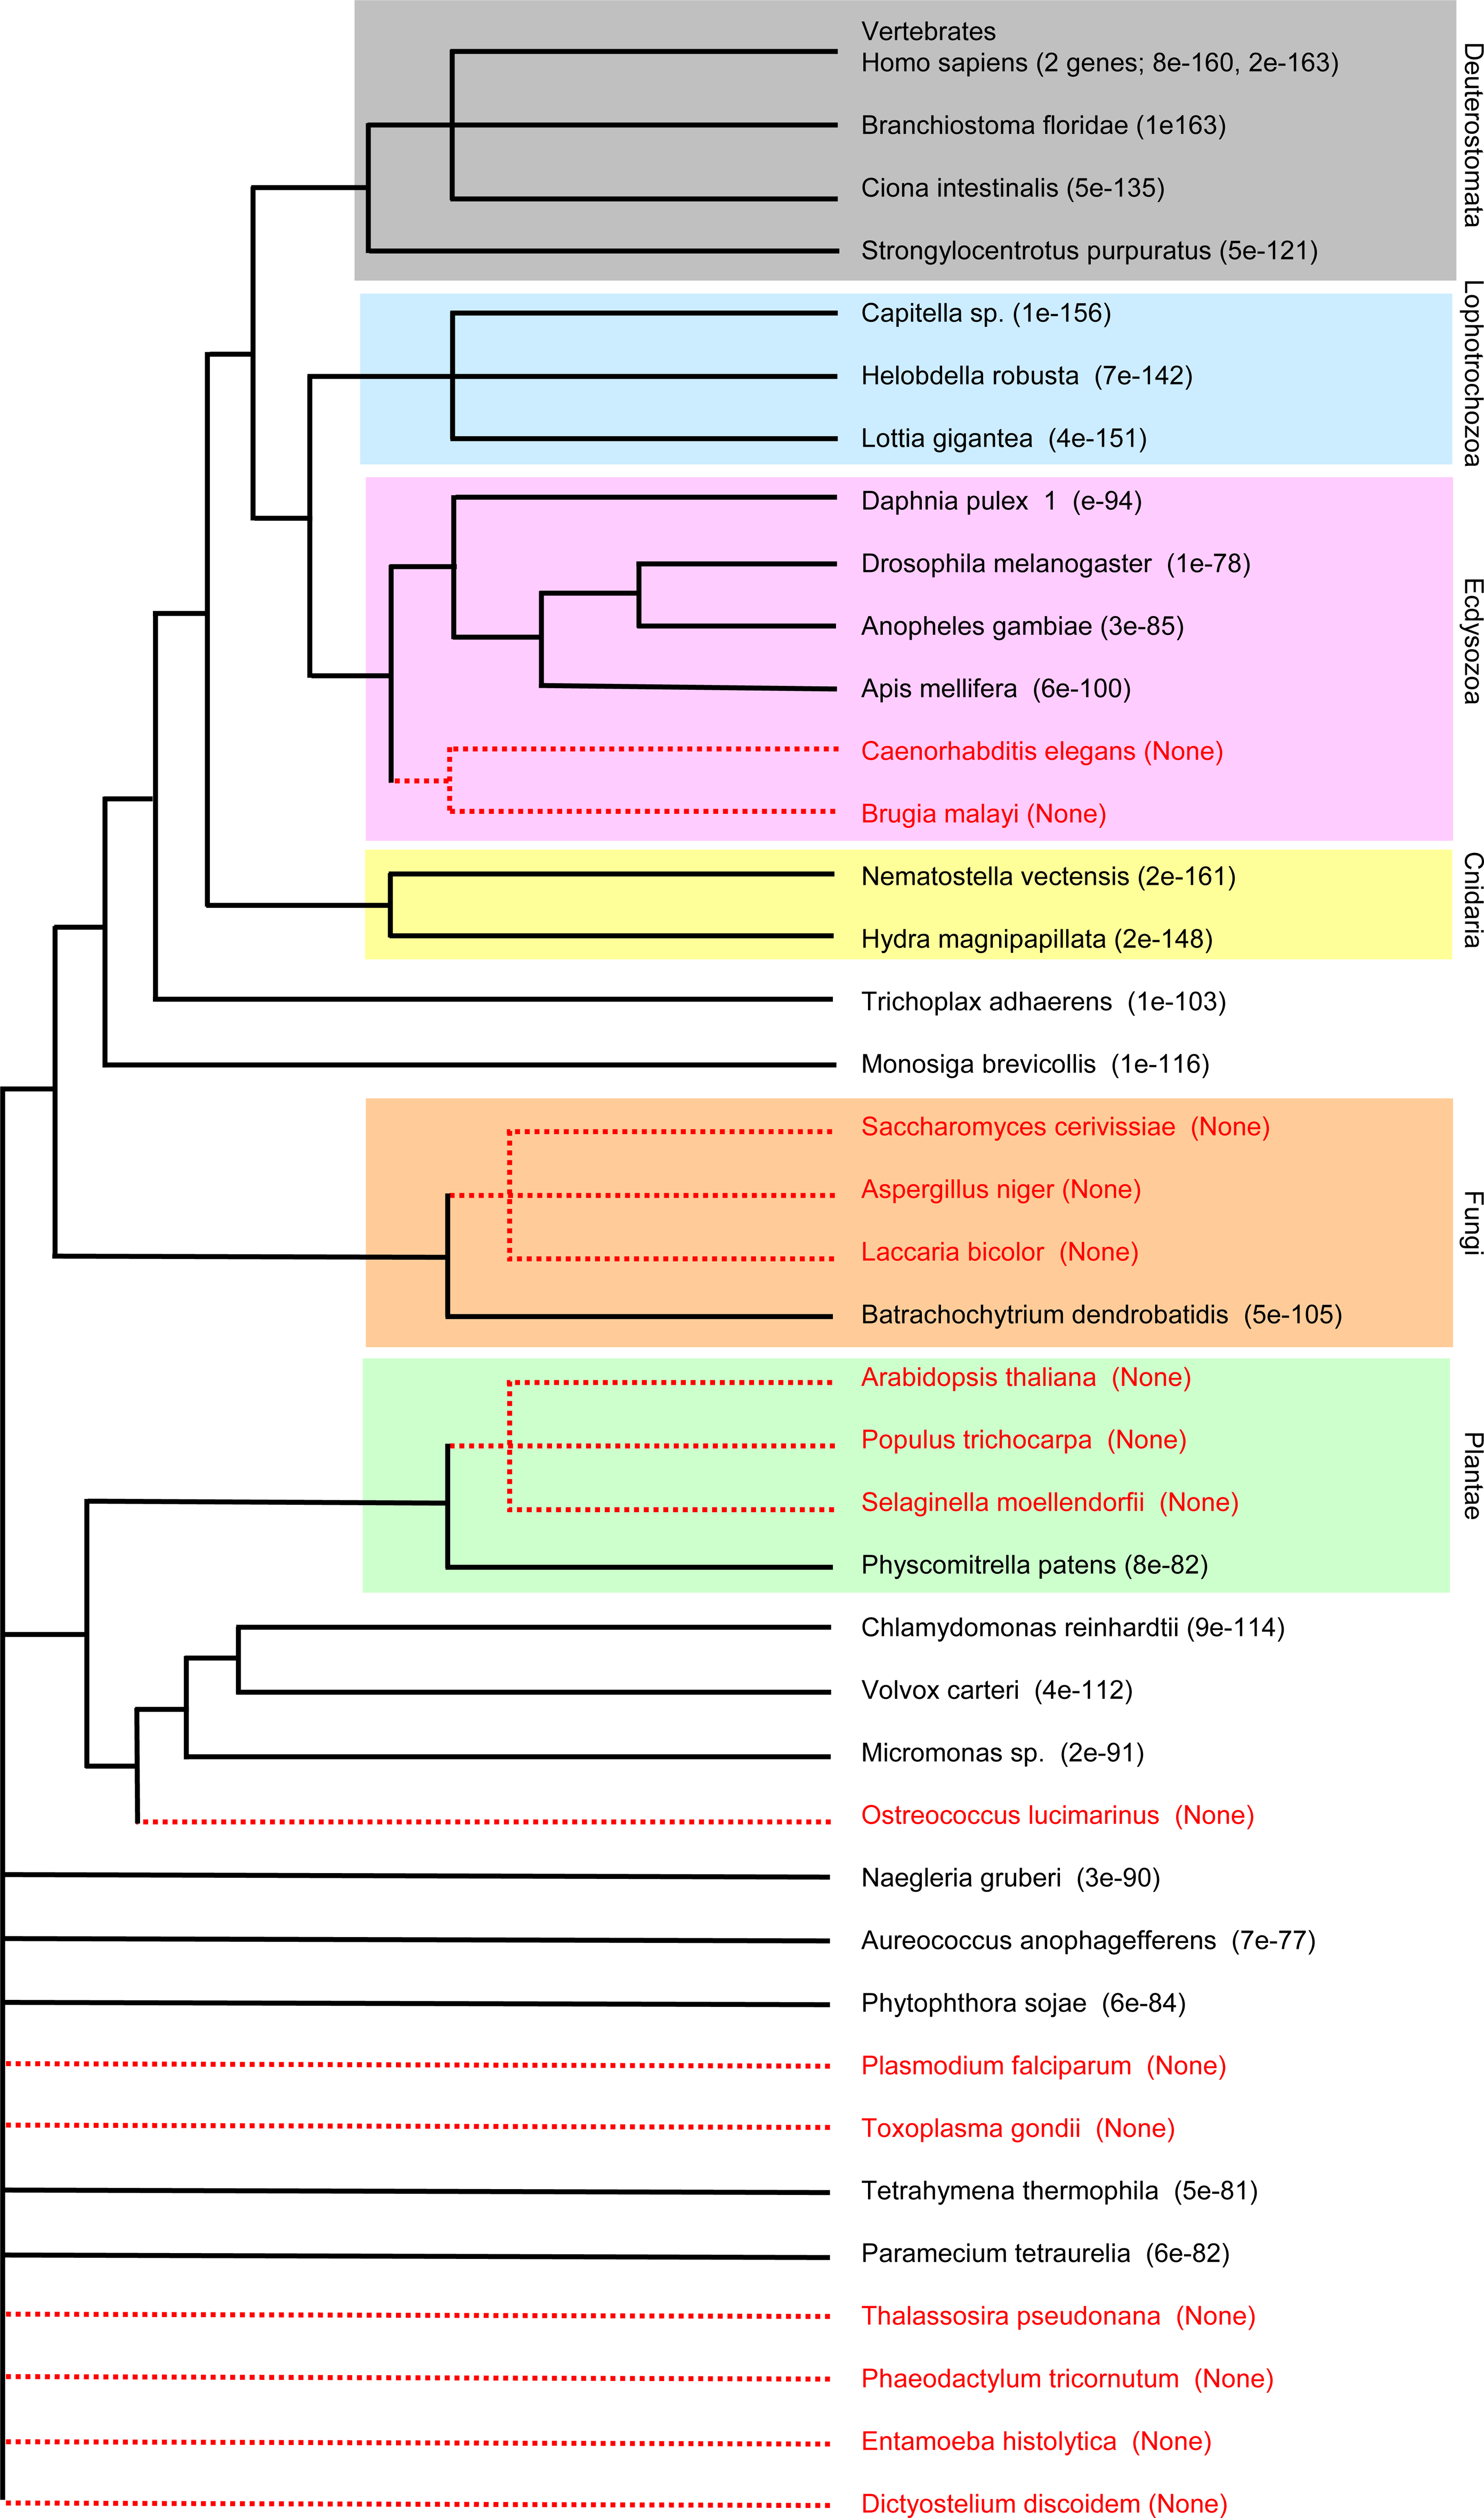 Vertebrates
Homo sapiens (2 genes; 8e-160, 2e-163)
Branchiostoma floridae (1e163)
Ciona intestinalis (5e-135)
Strongylocentrotus purpuratus (5e-121)
Deuterostomata
Capitella sp. (1e-156)
Helobdella robusta (7e-142)
Lottia gigantea (4e-151)
Lophotrochozoa
Daphnia pulex 1 (e-94)
Drosophila melanogaster (1e-78)
Anopheles gambiae (3e-85)
Apis mellifera (6e-100)
Caenorhabditis elegans (None)
Brugia malayi (None)
Ecdysozoa
Nematostella vectensis (2e-161)
Hydra magnipapillata (2e-148)
Cnidaria
Trichoplax adhaerens (1e-103)
Monosiga brevicollis (1e-116)
Saccharomyces cerivissiae (None)
Aspergillus niger (None)
Laccaria bicolor (None)
Batrachochytrium dendrobatidis (5e-105)
Fungi
Arabidopsis thaliana (None)
Populus trichocarpa (None)
Selaginella moellendorfii (None)
Physcomitrella patens (8e-82)
Plantae
Chlamydomonas reinhardtii (9e-114)
Volvox carteri (4e-112)
Micromonas sp. (2e-91)
Ostreococcus lucimarinus (None)
Naegleria gruberi (3e-90)
Aureococcus anophagefferens (7e-77)
Phytophthora sojae (6e-84)
Plasmodium falciparum (None)
Toxoplasma gondii (None)
Tetrahymena thermophila (5e-81)
Paramecium tetraurelia (6e-82)
Thalassosira pseudonana (None)
Phaeodactylum tricornutum (None)
Entamoeba histolytica (None)
Dictyostelium discoidem (None)